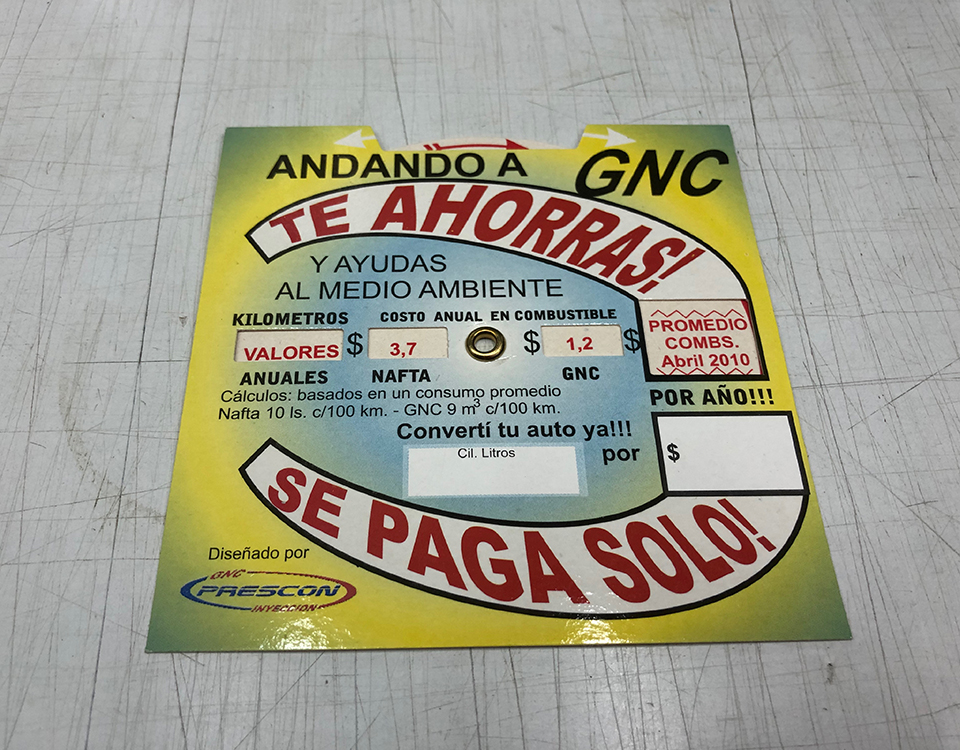 ANDANDO A GNC
TE AHORRAS!
Y AYUDAS
AL MEDIO AMBIENTE
KILOMETROS COSTO ANUAL EN COMBUSTIBLE
VALORES $ 3,7 $ 1,2 $
PROMEDIO
COMBS.
Abril 2010
ANUALES NAFTA GNC
POR AÑO!!!
Cálculos: basados en un consumo promedio
Nafta 10 ls. c/100 km. - GNC 9 m³ c/100 km.
Convertí tu auto ya!!!
Cil. Litros
por $
SE PAGA SOLO!
Diseñado por
GNC
PRESCON
INYECCION